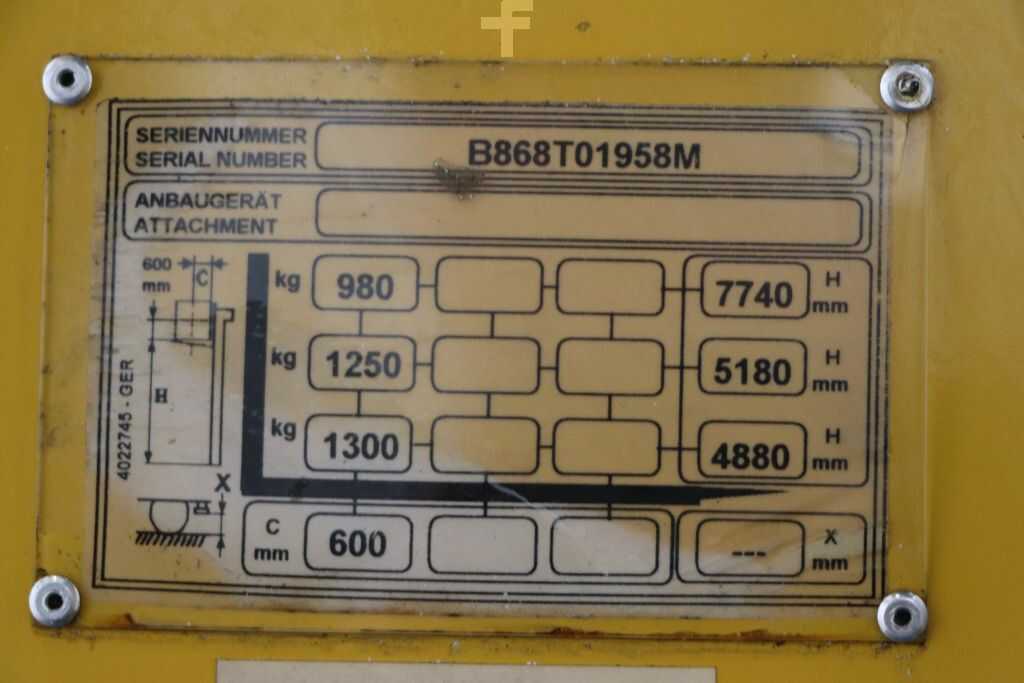 f
SERIENNUMMER
SERIAL NUMBER
B868T01958M
ANBAUGERÄT
ATTACHMENT
600 mm C
kg 980 7740 H mm
kg 1250 5180 H mm
kg 1300 4880 H mm
H
4022745 - GER
X
C mm 600 --- X mm